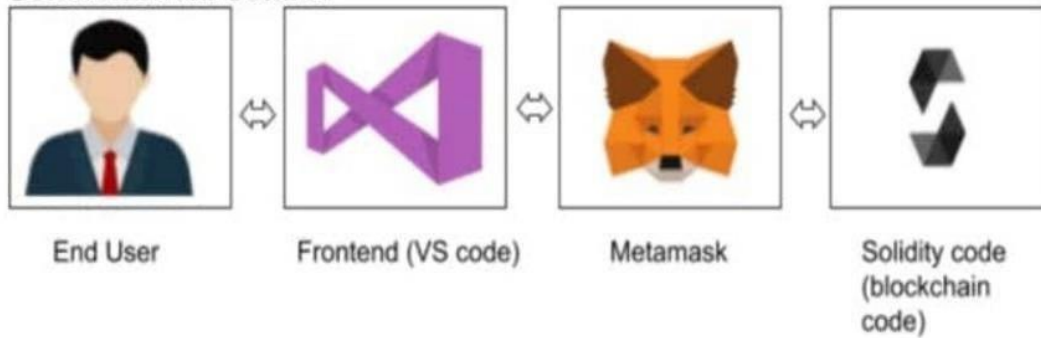 End User
Frontend (VS code)
Metamask
Solidity code
(blockchain
code)